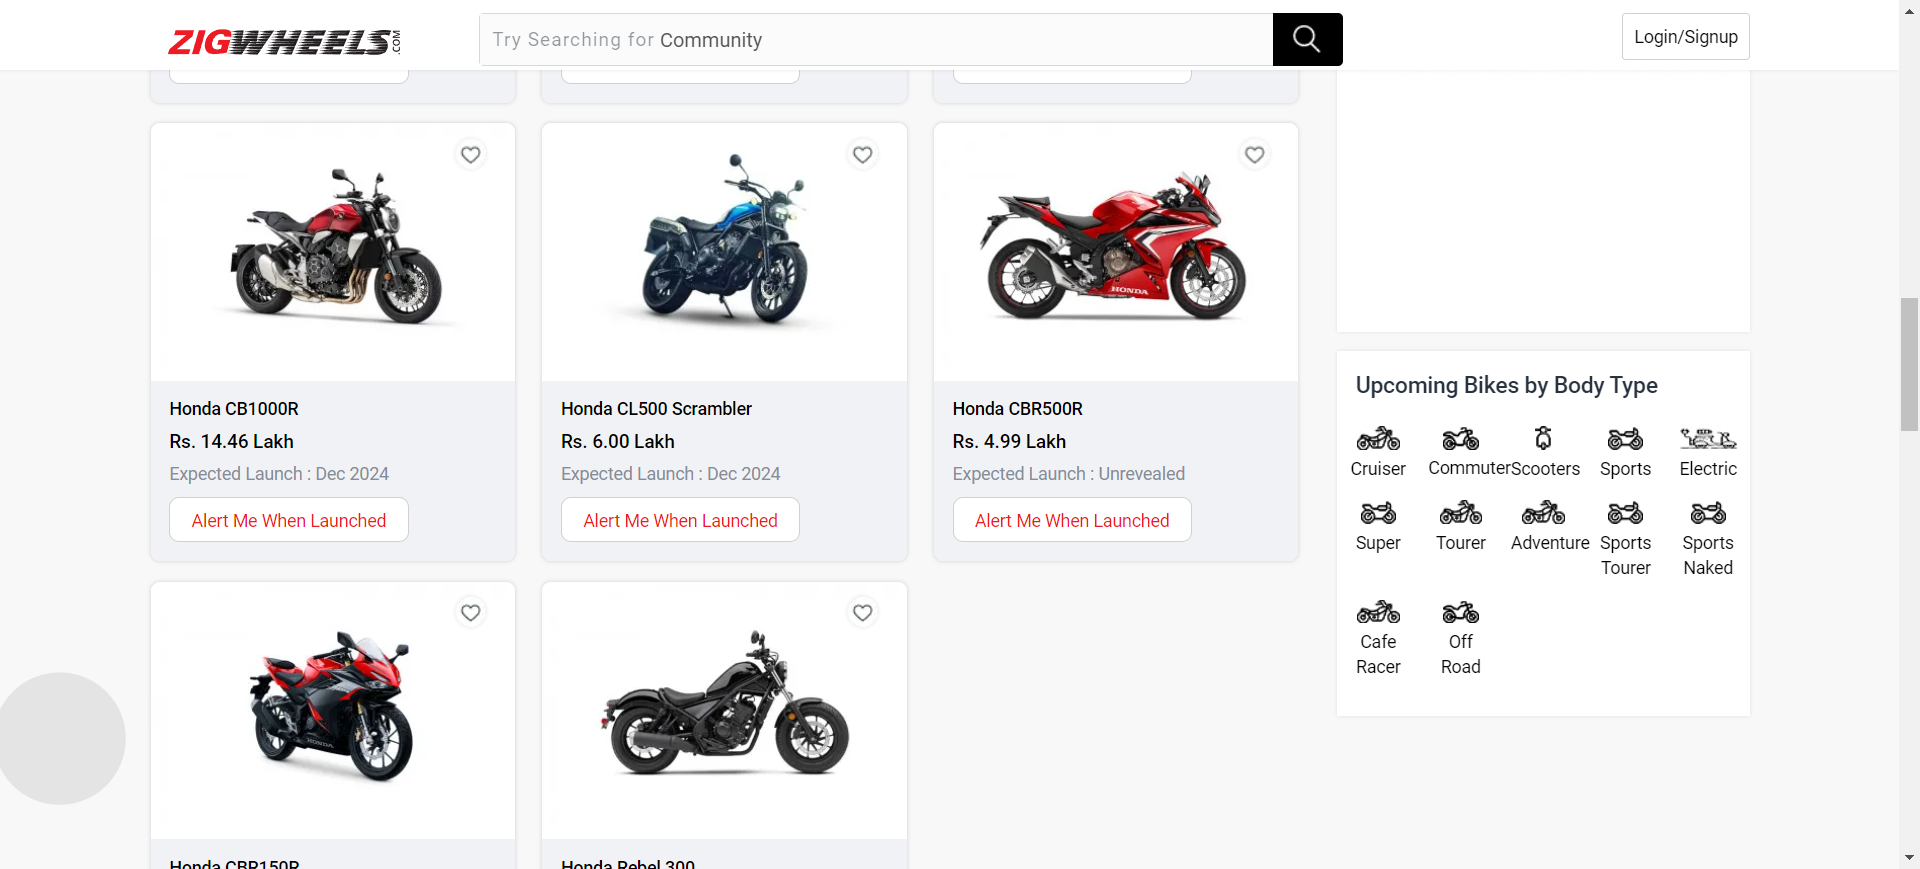 ZIGWHEELS.COM
Try Searching for Community
Login/Signup
Honda CB1000R
Rs. 14.46 Lakh
Expected Launch : Dec 2024
Alert Me When Launched
Honda CL500 Scrambler
Rs. 6.00 Lakh
Expected Launch : Dec 2024
Alert Me When Launched
HONDA
Honda CBR500R
Rs. 4.99 Lakh
Expected Launch : Unrevealed
Alert Me When Launched
HONDA
Honda CBR150R
Honda Rebel 300
Upcoming Bikes by Body Type
Cruiser
Commuter
Scooters
Sports
Electric
Super
Tourer
Adventure
Sports
Tourer
Sports
Naked
Cafe
Racer
Off
Road